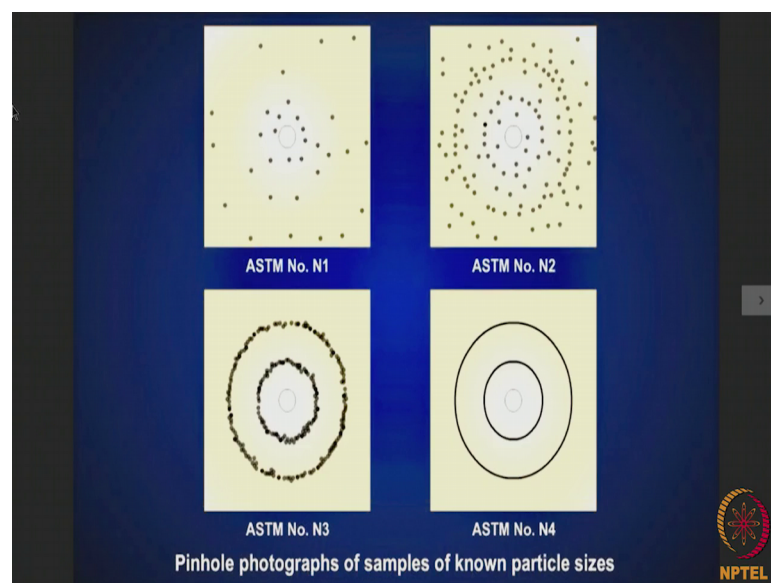 ASTM No. N1
ASTM No. N2
ASTM No. N3
ASTM No. N4
Pinhole photographs of samples of known particle sizes
NPTEL